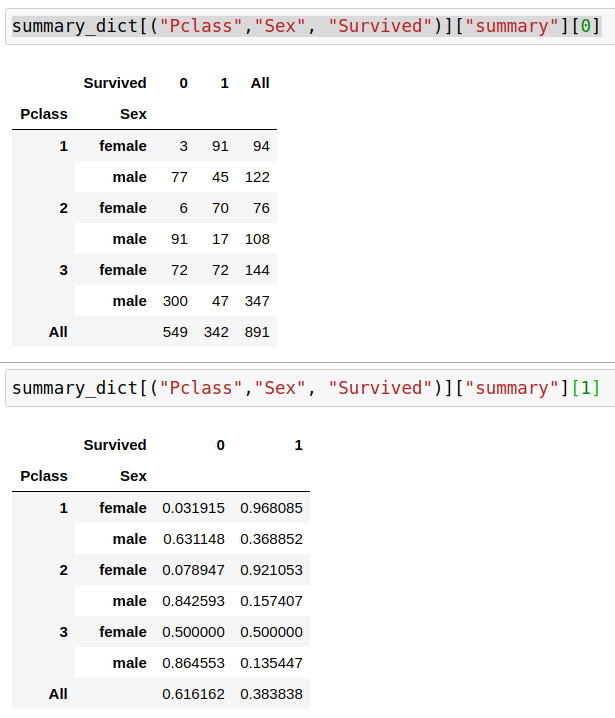 summary_dict[("Pclass","Sex", "Survived")]["summary"][0]
Survived 0 1 All
Pclass Sex
1 female 3 91 94
male 77 45 122
2 female 6 70 76
male 91 17 108
3 female 72 72 144
male 300 47 347
All 549 342 891
summary_dict[("Pclass","Sex", "Survived")]["summary"][1]
Survived 0 1
Pclass Sex
1 female 0.031915 0.968085
male 0.631148 0.368852
2 female 0.078947 0.921053
male 0.842593 0.157407
3 female 0.500000 0.500000
male 0.864553 0.135447
All 0.616162 0.383838